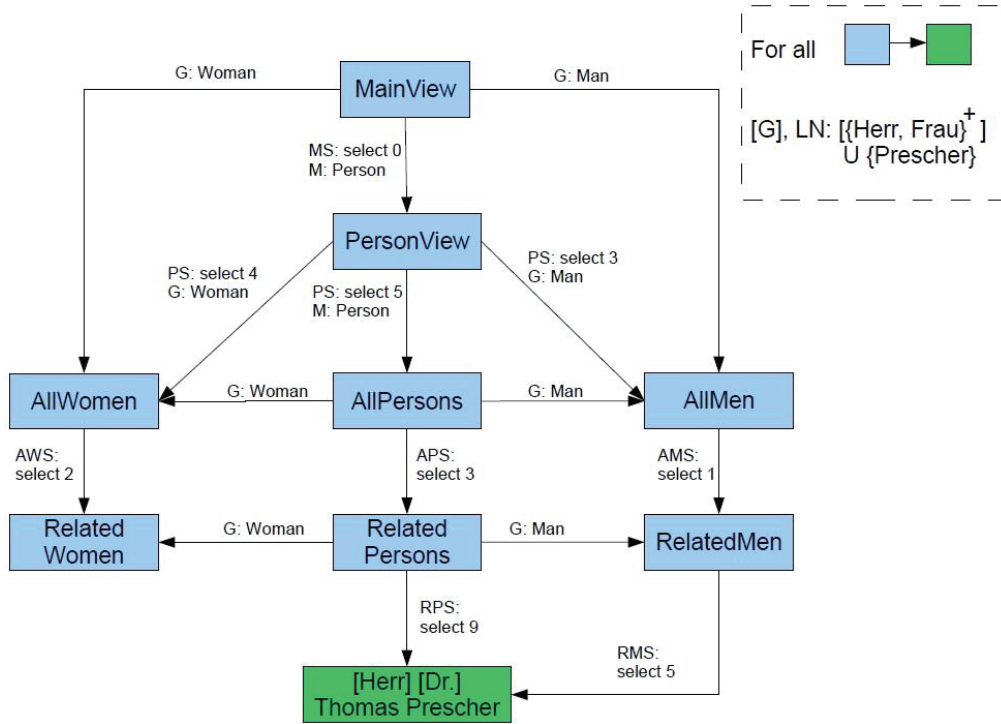 G: Woman
MainView
G: Man
For all
[G], LN: [{Herr, Frau}+ ]
U {Prescher}
MS: select 0
M: Person
PersonView
PS: select 4
G: Woman
PS: select 5
M: Person
PS: select 3
G: Man
AllWomen
G: Woman
AllPersons
G: Man
AllMen
AWS:
select 2
APS:
select 3
AMS:
select 1
Related
Women
G: Woman
Related
Persons
G: Man
RelatedMen
RPS:
select 9
RMS:
select 5
[Herr] [Dr.]
Thomas Prescher